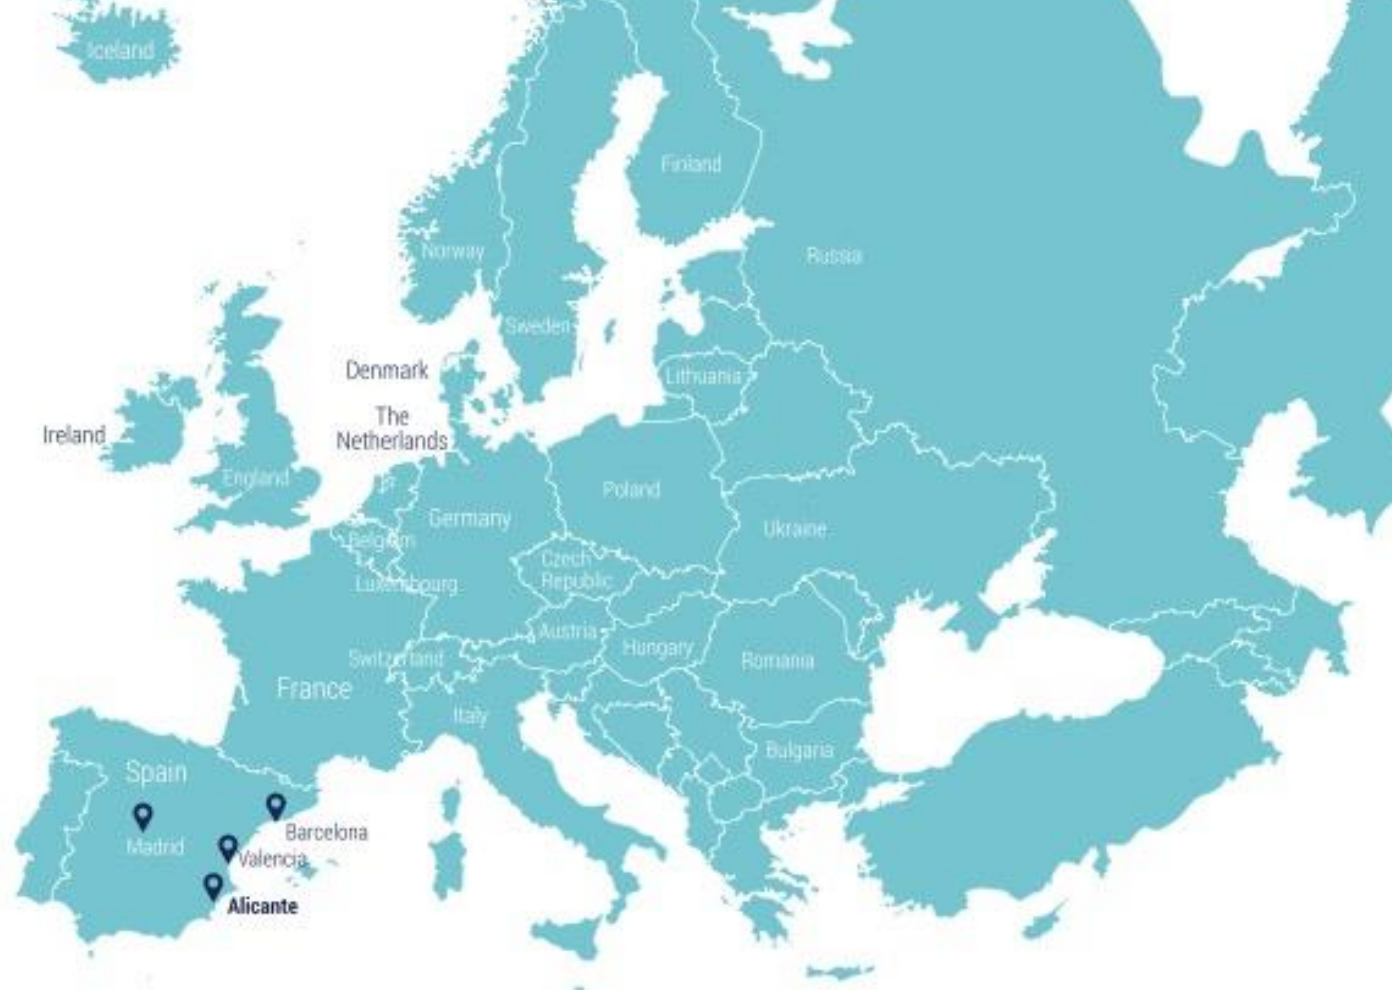 Iceland
Finland
Norway
Russia
Sweden
Denmark
Lithuania
The
Netherlands
Ireland
England
Poland
Germany
Ukraine
Belgium
Czech
Republic
Luxembourg
Austria
Hungary
Switzerland
Romania
France
Italy
Bulgaria
Spain
Barcelona
Madrid
Valencia
Alicante